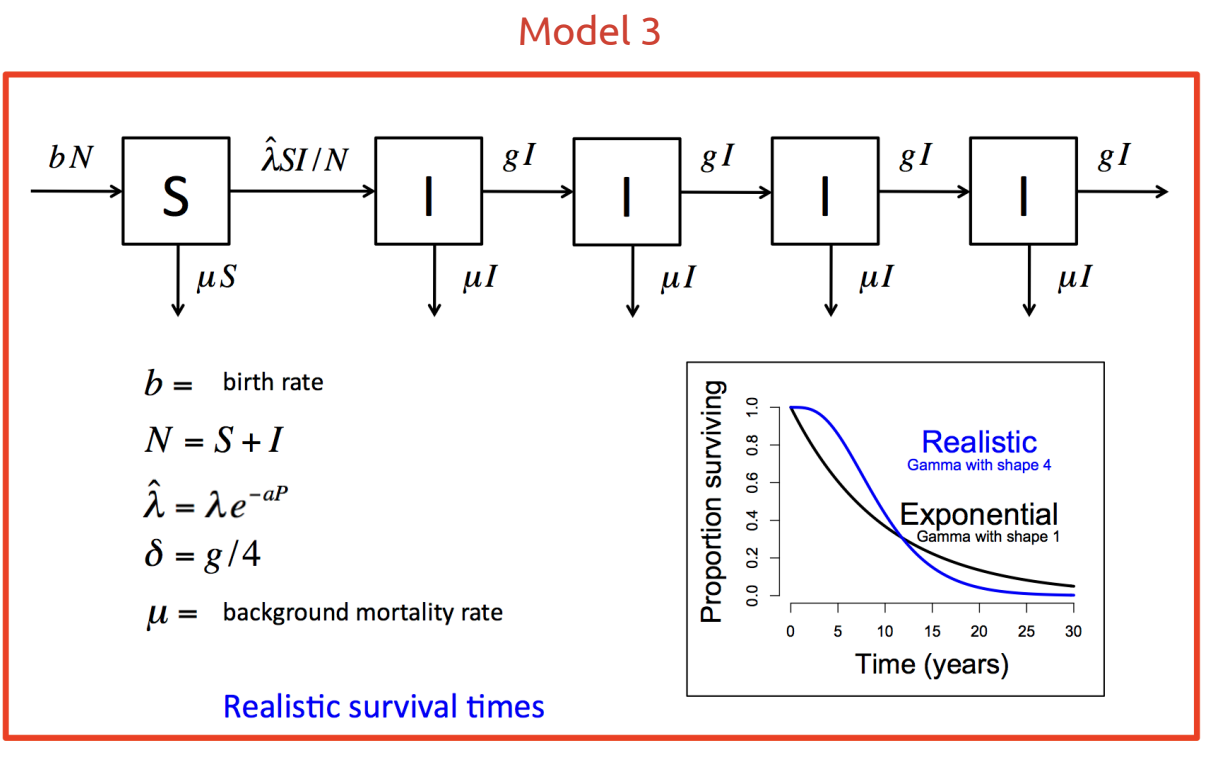 Model 3
bN
λ̂SI/N
gI
gI
gI
gI
S
I
I
I
I
μS
μI
μI
μI
μI
b = birth rate
N = S + I
λ̂ = λe^{-aP}
δ = g/4
μ = background mortality rate
Realistic survival times
Proportion surviving
1.0
0.8
0.6
0.4
0.2
0.0
Realistic
Gamma with shape 4
Exponential
Gamma with shape 1
0 5 10 15 20 25 30
Time (years)